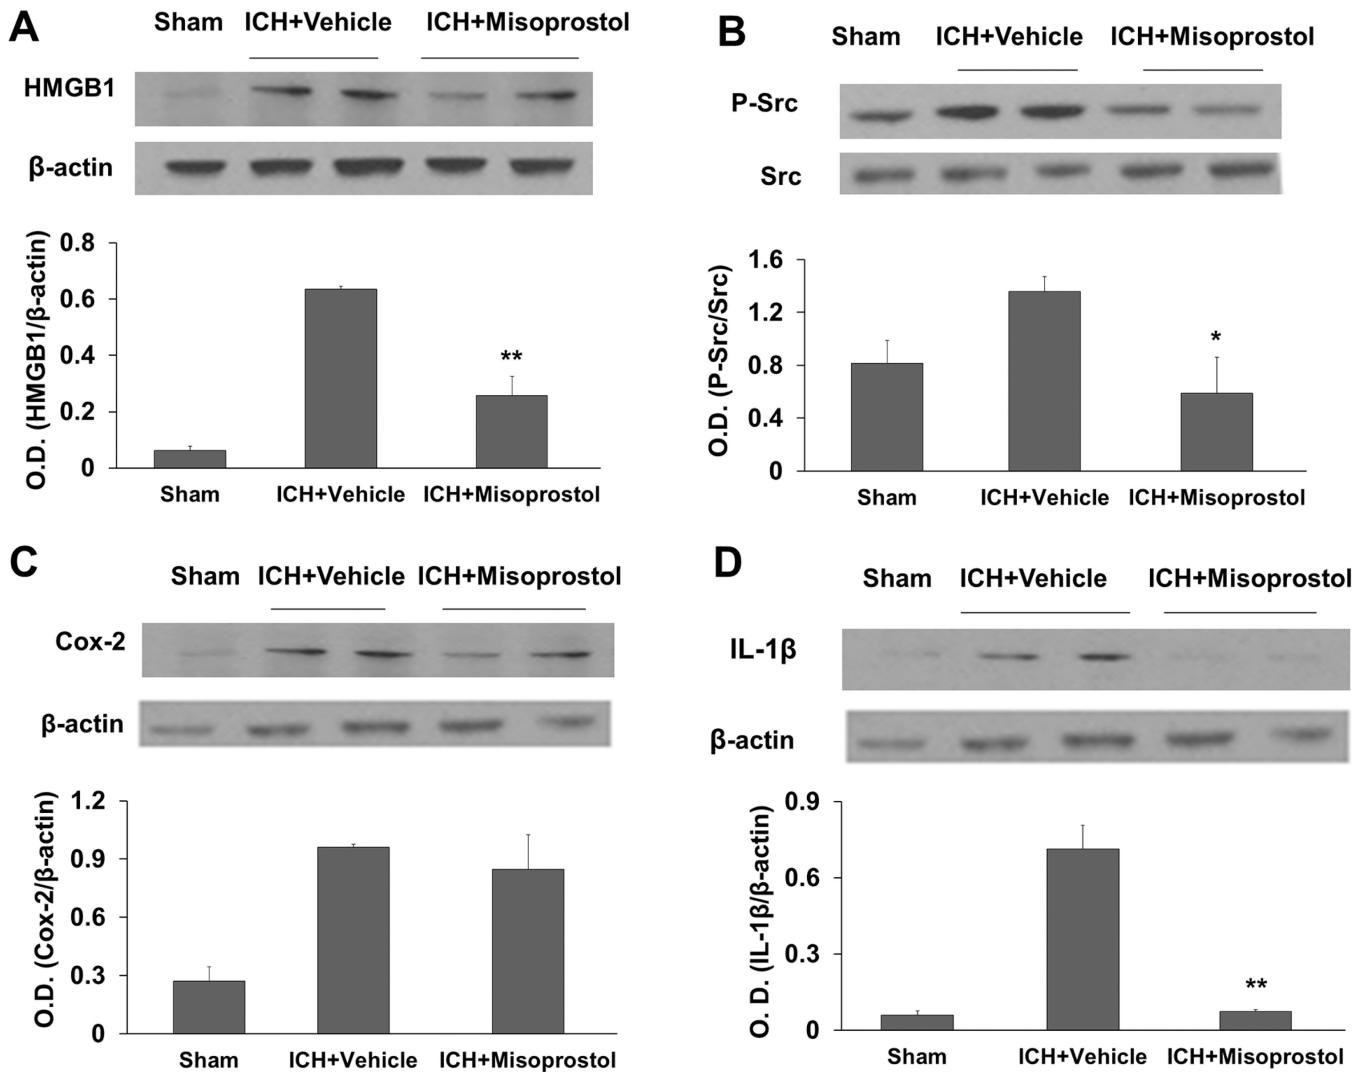 A
Sham ICH+Vehicle ICH+Misoprostol
HMGB1
β-actin
O.D. (HMGB1/β-actin)
0.8
0.6
0.4
0.2
0
**
Sham ICH+Vehicle ICH+Misoprostol
B
Sham ICH+Vehicle ICH+Misoprostol
P-Src
Src
O.D. (P-Src/Src)
1.6
1.2
0.8
0.4
0
*
Sham ICH+Vehicle ICH+Misoprostol
C
Sham ICH+Vehicle ICH+Misoprostol
Cox-2
β-actin
O.D. (Cox-2/β-actin)
1.2
0.9
0.6
0.3
0
Sham ICH+Vehicle ICH+Misoprostol
D
Sham ICH+Vehicle ICH+Misoprostol
IL-1β
β-actin
O. D. (IL-1β/β-actin)
0.9
0.6
0.3
0
**
Sham ICH+Vehicle ICH+Misoprostol